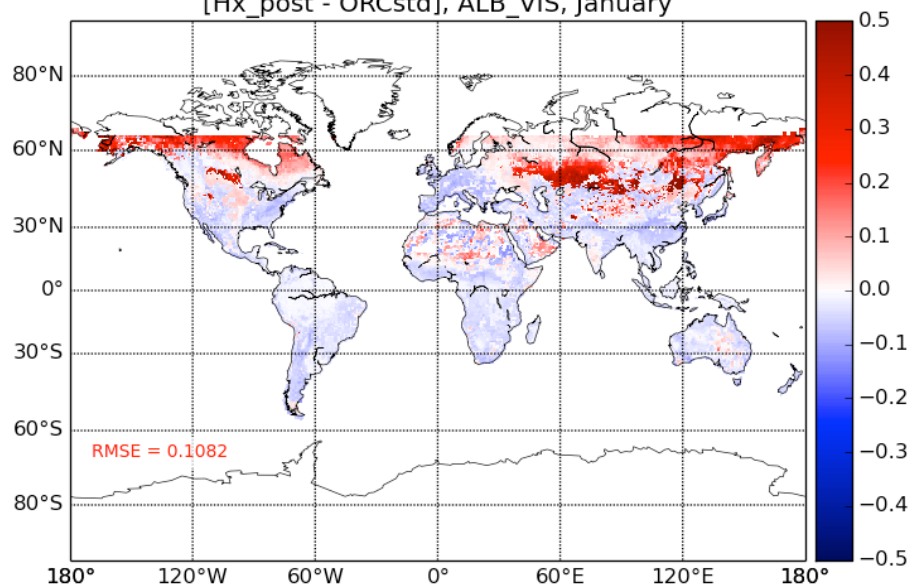 [Hx_post - ORCstd], ALB_VIS, January
80°N
60°N
30°N
0°
30°S
60°S
80°S
RMSE = 0.1082
180° 120°W 60°W 0° 60°E 120°E 180°
0.5
0.4
0.3
0.2
0.1
0.0
−0.1
−0.2
−0.3
−0.4
−0.5